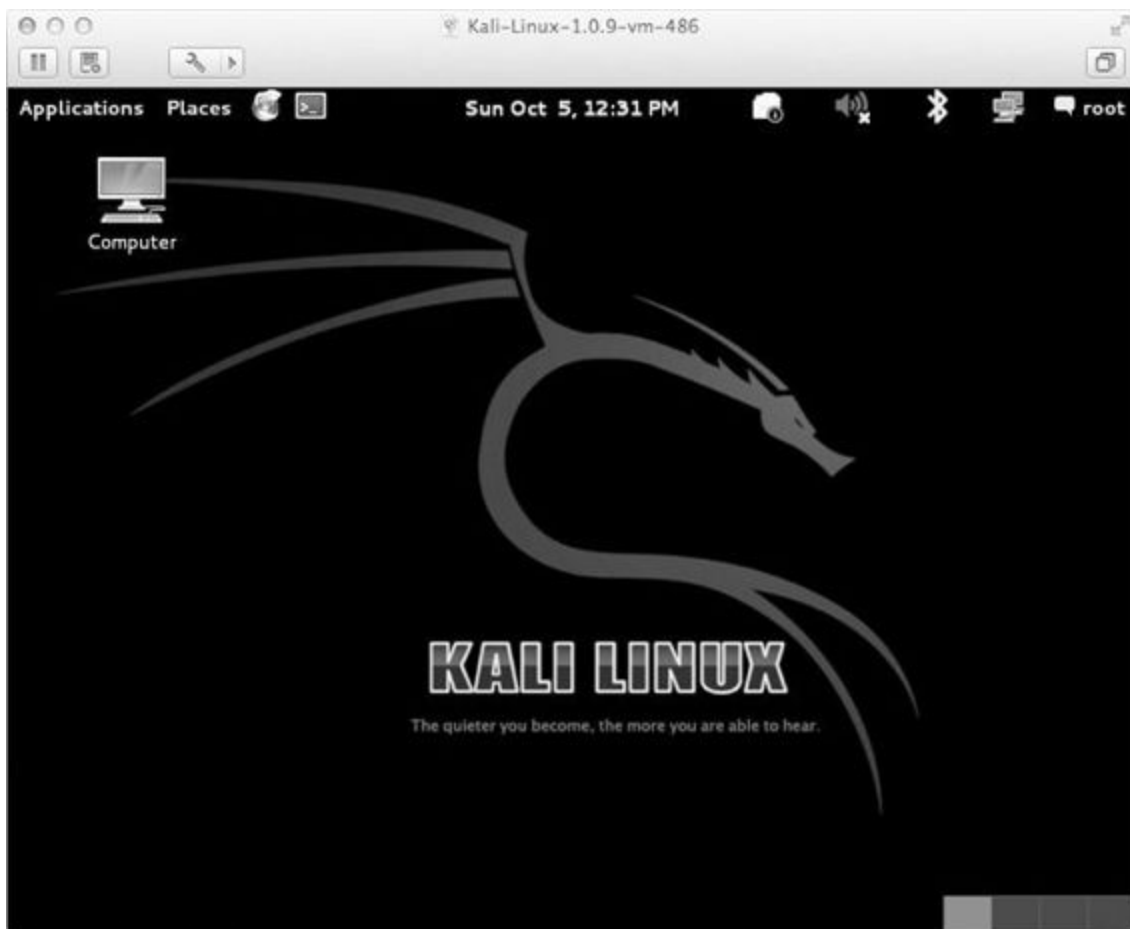 Kali-Linux-1.0.9-vm-486
Applications Places Sun Oct 5, 12:31 PM root
Computer
KALI LINUX
The quieter you become, the more you are able to hear.